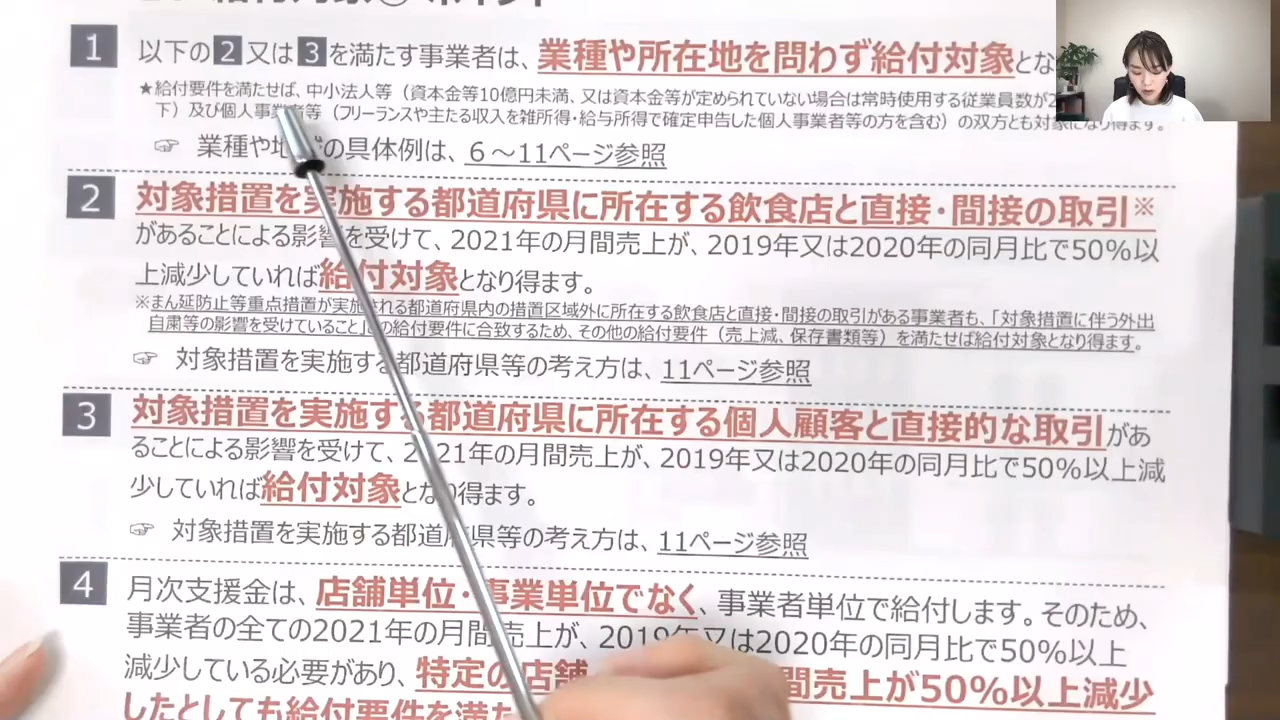 1 以下の2又は3を満たす事業者は、業種や所在地を問わず給付対象とな
★給付要件を満たせば、中小法人等（資本金等10億円未満、又は資本金等が定められていない場合は常時使用する従業員数が2
下）及び個人事業者等（フリーランスや主たる収入を雑所得・給与所得で確定申告した個人事業者等の方を含む）の双方とも対象になり得ます。
☞ 業種や地 の具体例は、6～11ページ参照
2 対象措置を実施する都道府県に所在する飲食店と直接・間接の取引※
があることによる影響を受けて、2021年の月間売上が、2019年又は2020年の同月比で50%以
上減少していれば給付対象となり得ます。
※まん延防止等重点措置が実施される都道府県内の措置区域外に所在する飲食店と直接・間接の取引がある事業者も、「対象措置に伴う外出
自粛等の影響を受けていること」の給付要件に合致するため、その他の給付要件（売上減、保存書類等）を満たせば給付対象となり得ます。
☞ 対象措置を実施する都道府県等の考え方は、11ページ参照
3 対象措置を実施する都道府県に所在する個人顧客と直接的な取引があ
ることによる影響を受けて、2021年の月間売上が、2019年又は2020年の同月比で50%以上減
少していれば給付対象となり得ます。
☞ 対象措置を実施する都道府県等の考え方は、11ページ参照
4 月次支援金は、店舗単位・事業単位でなく、事業者単位で給付します。そのため、
事業者の全ての2021年の月間売上が、2019年又は2020年の同月比で50%以上
減少している必要があり、特定の店舗 間売上が50%以上減少
したとしても給付要件を満た